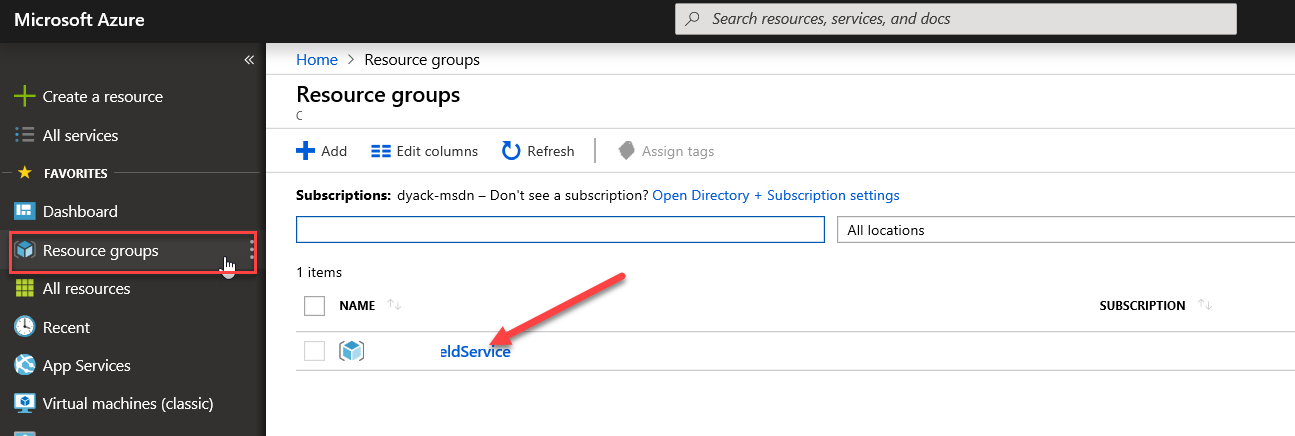 Microsoft Azure
Search resources, services, and docs
«
Create a resource
All services
FAVORITES
Dashboard
Resource groups
All resources
Recent
App Services
Virtual machines (classic)
Home > Resource groups
Resource groups
C
Add Edit columns Refresh Assign tags
Subscriptions: dyack-msdn – Don't see a subscription? Open Directory + Subscription settings
All locations
1 items
NAME SUBSCRIPTION
eldService